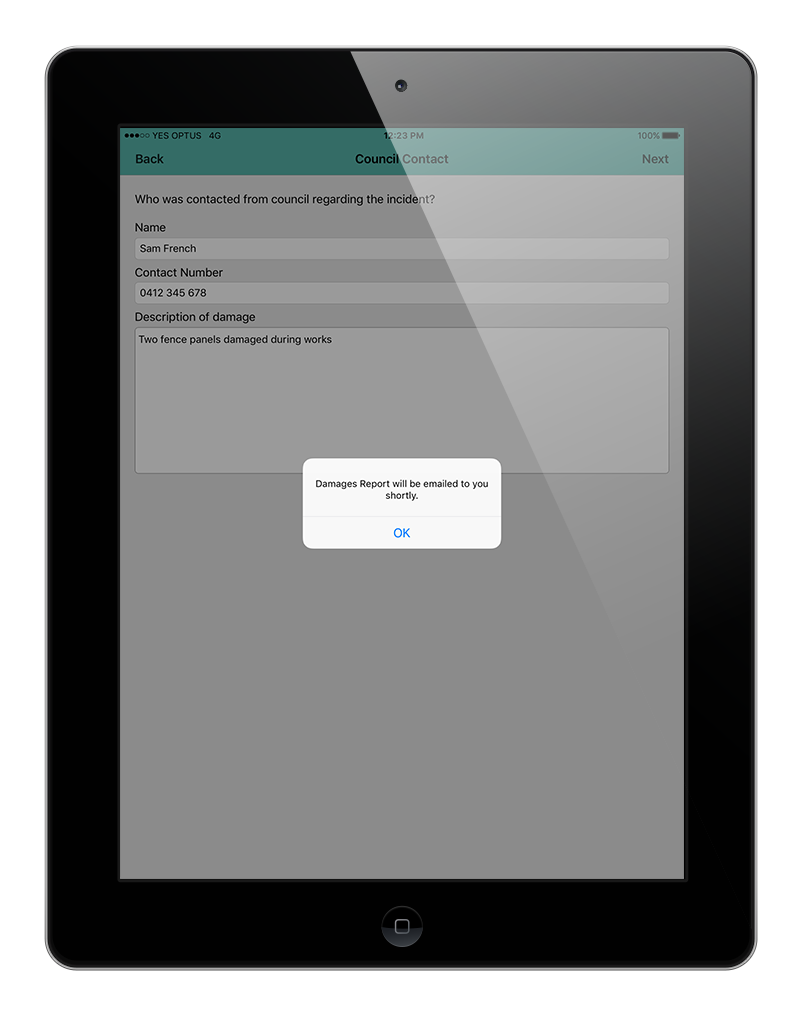 YES OPTUS 4G 12:23 PM 100%
Back Council Contact Next
Who was contacted from council regarding the incident?
Name
Sam French
Contact Number
0412 345 678
Description of damage
Two fence panels damaged during works
Damages Report will be emailed to you
shortly.
OK